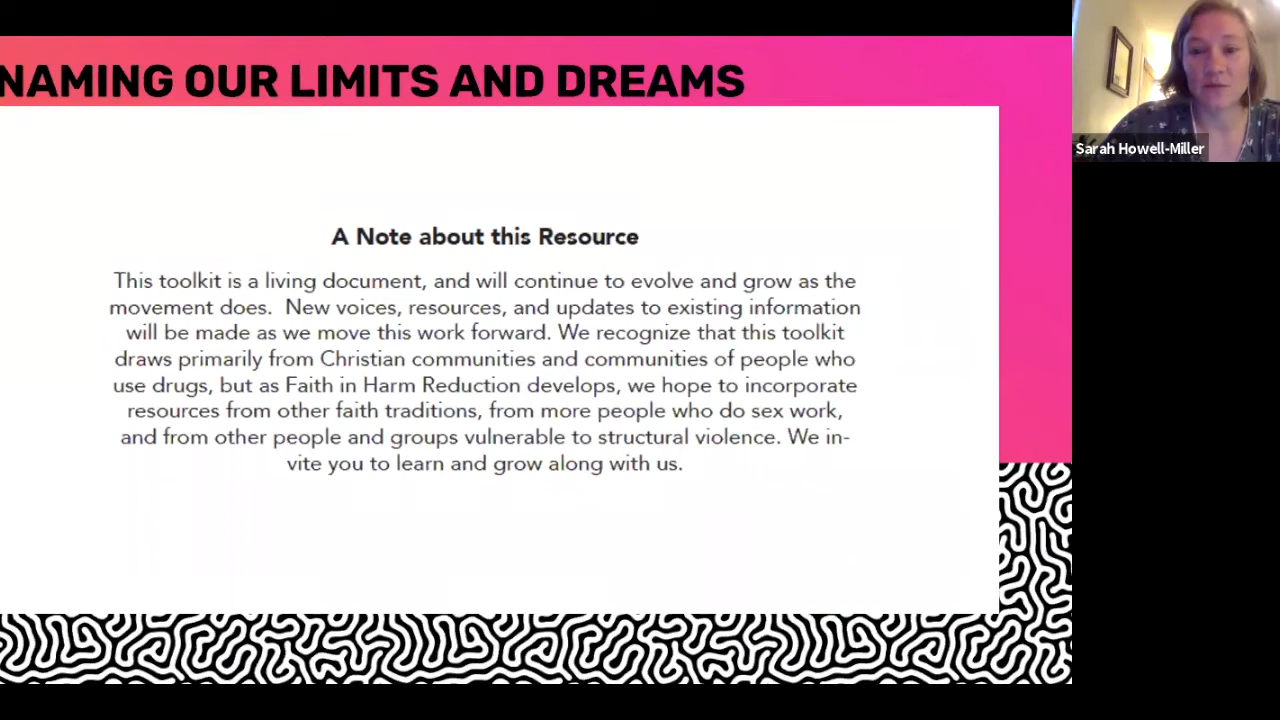 NAMING OUR LIMITS AND DREAMS
Sarah Howell-Miller
A Note about this Resource
This toolkit is a living document, and will continue to evolve and grow as the
movement does.  New voices, resources, and updates to existing information
will be made as we move this work forward. We recognize that this toolkit
draws primarily from Christian communities and communities of people who
use drugs, but as Faith in Harm Reduction develops, we hope to incorporate
resources from other faith traditions, from more people who do sex work,
and from other people and groups vulnerable to structural violence. We in-
vite you to learn and grow along with us.